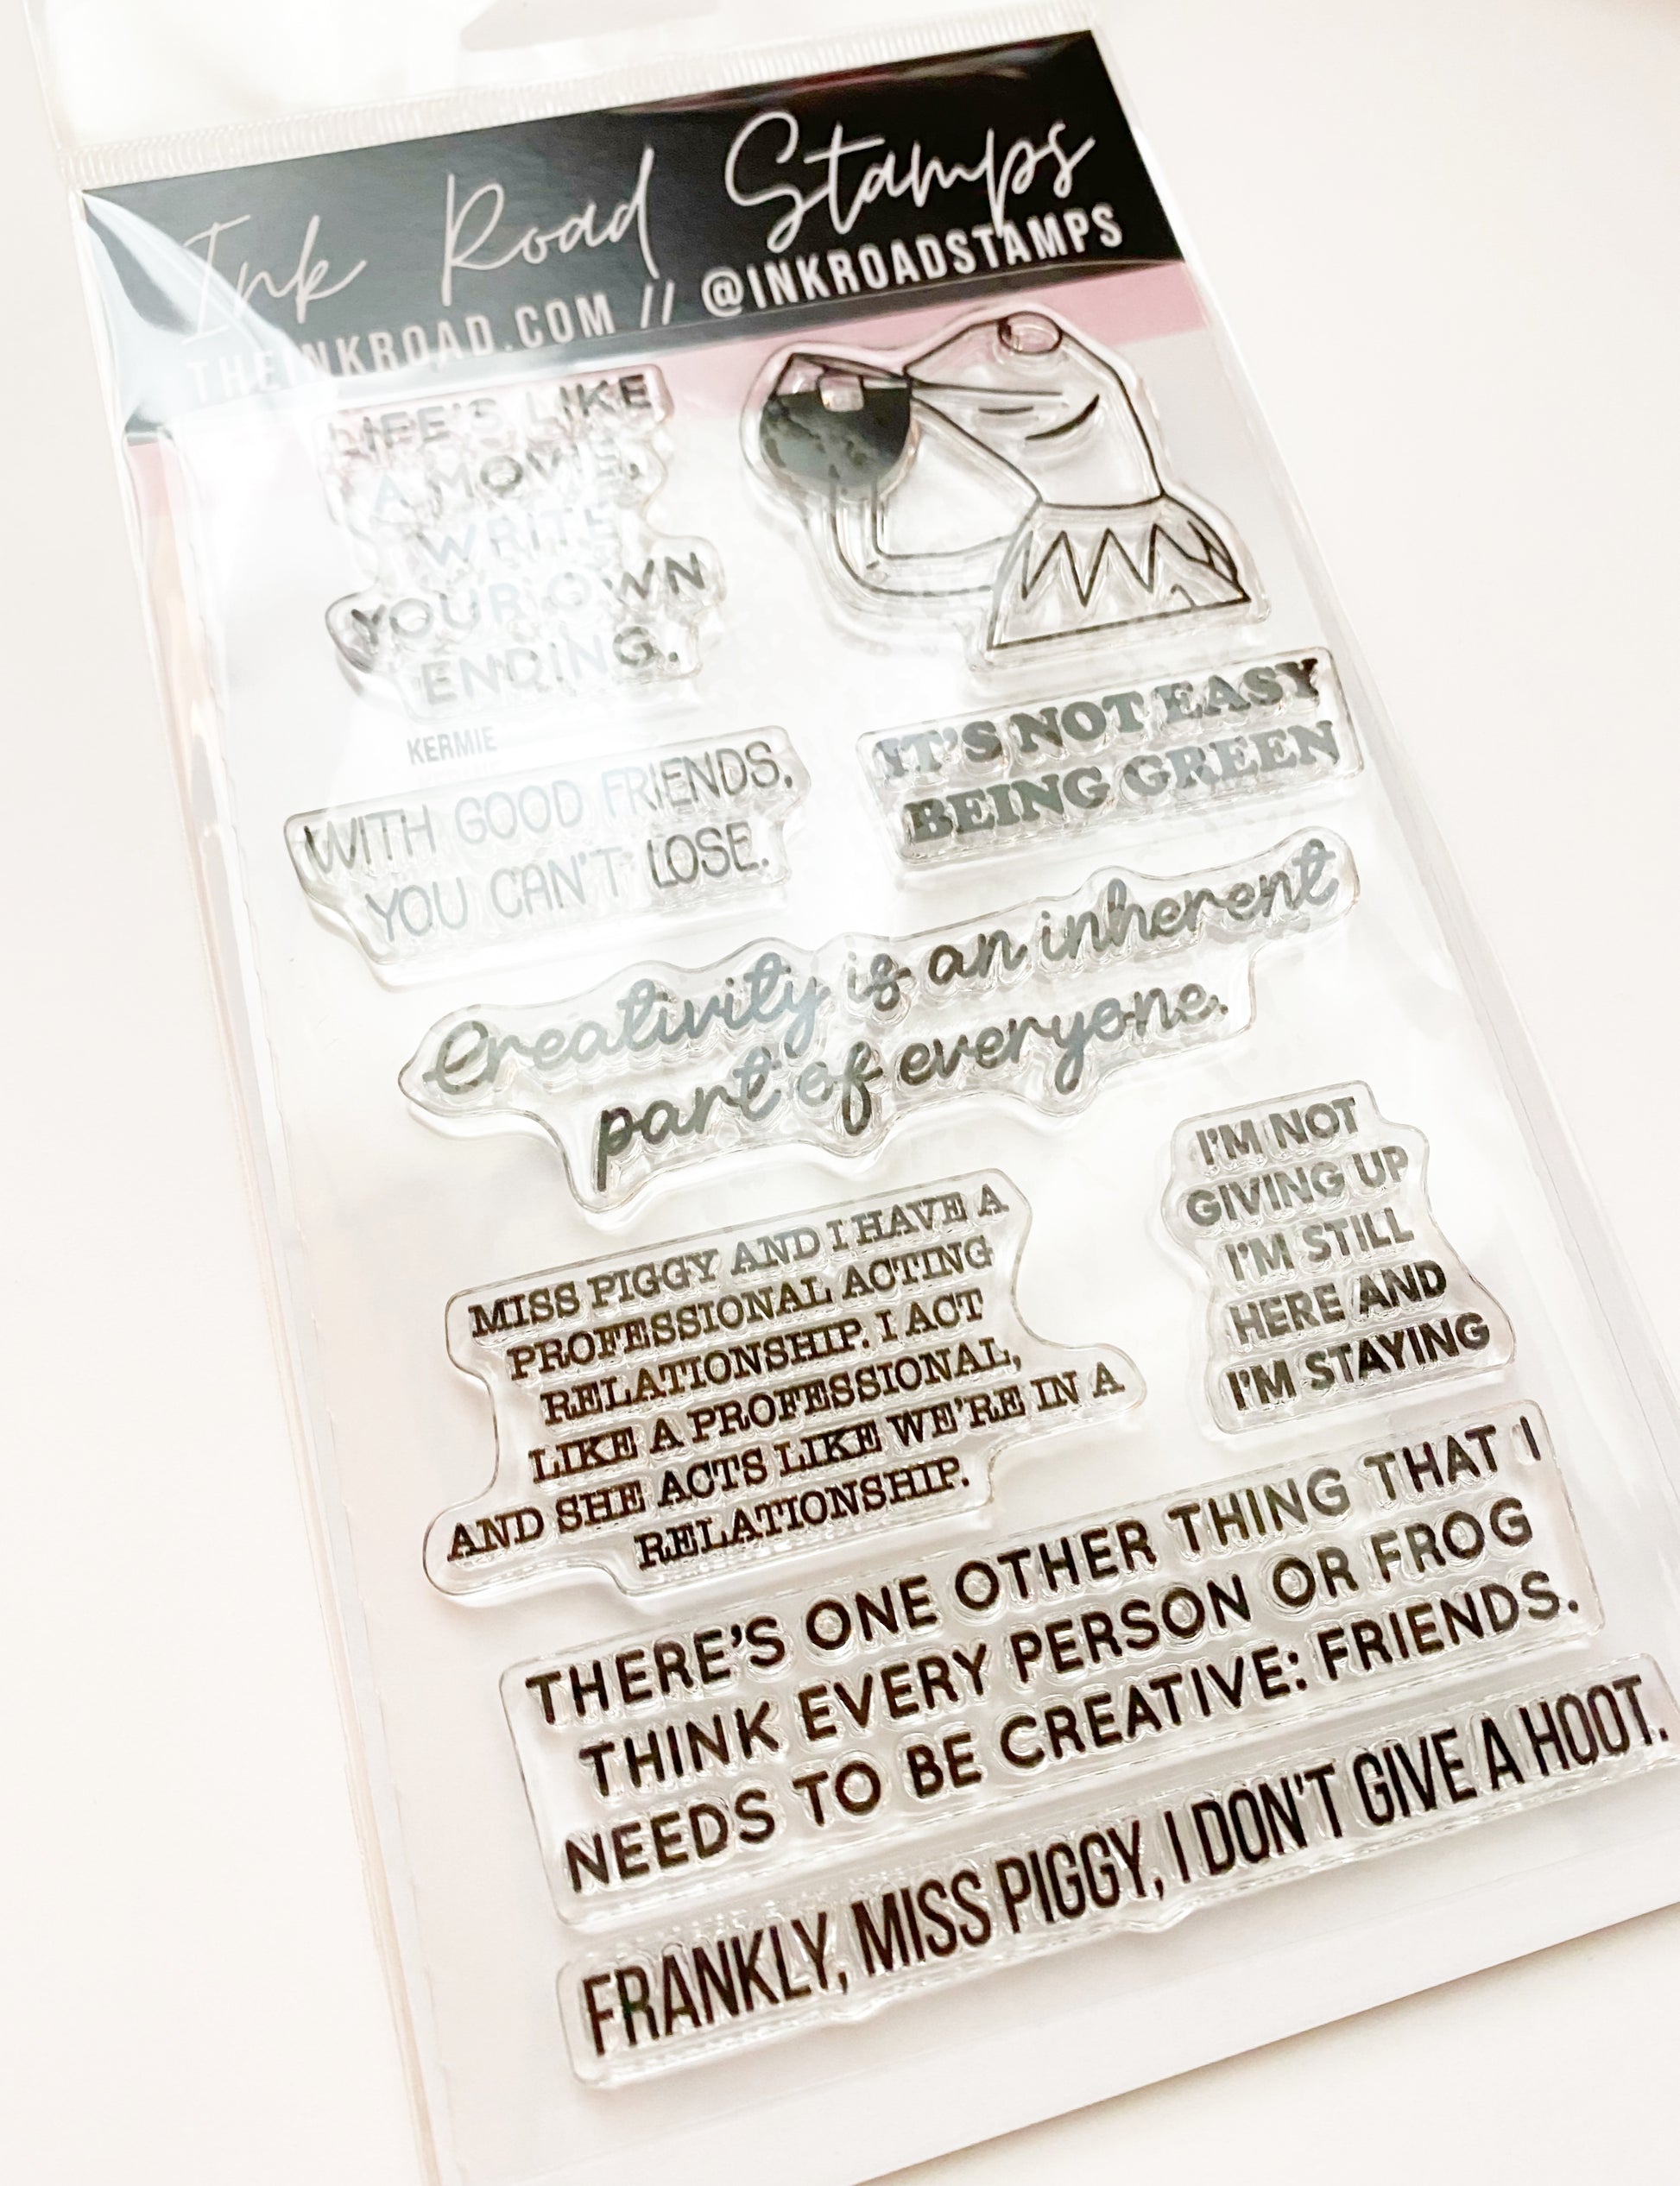 Ink Road Stamps
THEINKROAD.COM // @INKROADSTAMPS
LIFE'S LIKE
A MOVIE,
WRITE
YOUR OWN
ENDING.
KERMIE
IT'S NOT EASY
BEING GREEN
WITH GOOD FRIENDS,
YOU CAN'T LOSE.
Creativity is an inherent
part of everyone.
I'M NOT
GIVING UP
I'M STILL
HERE AND
I'M STAYING
MISS PIGGY AND I HAVE A
PROFESSIONAL ACTING
RELATIONSHIP. I ACT
LIKE A PROFESSIONAL,
AND SHE ACTS LIKE WE'RE IN A
RELATIONSHIP.
THERE'S ONE OTHER THING THAT I
THINK EVERY PERSON OR FROG
NEEDS TO BE CREATIVE: FRIENDS.
FRANKLY, MISS PIGGY, I DON'T GIVE A HOOT.